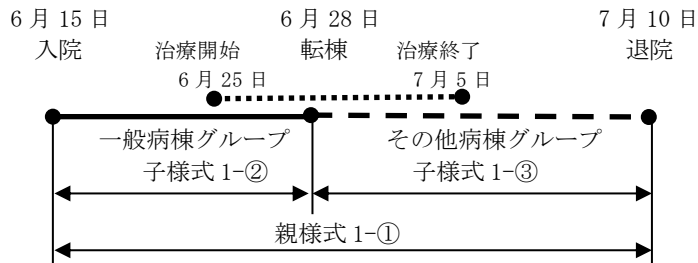 6 月 15 日 6 月 28 日 7 月 10 日
入院 治療開始 転棟 治療終了 退院
6 月 25 日 7 月 5 日
一般病棟グループ その他病棟グループ
子様式 1-② 子様式 1-③
親様式 1-①